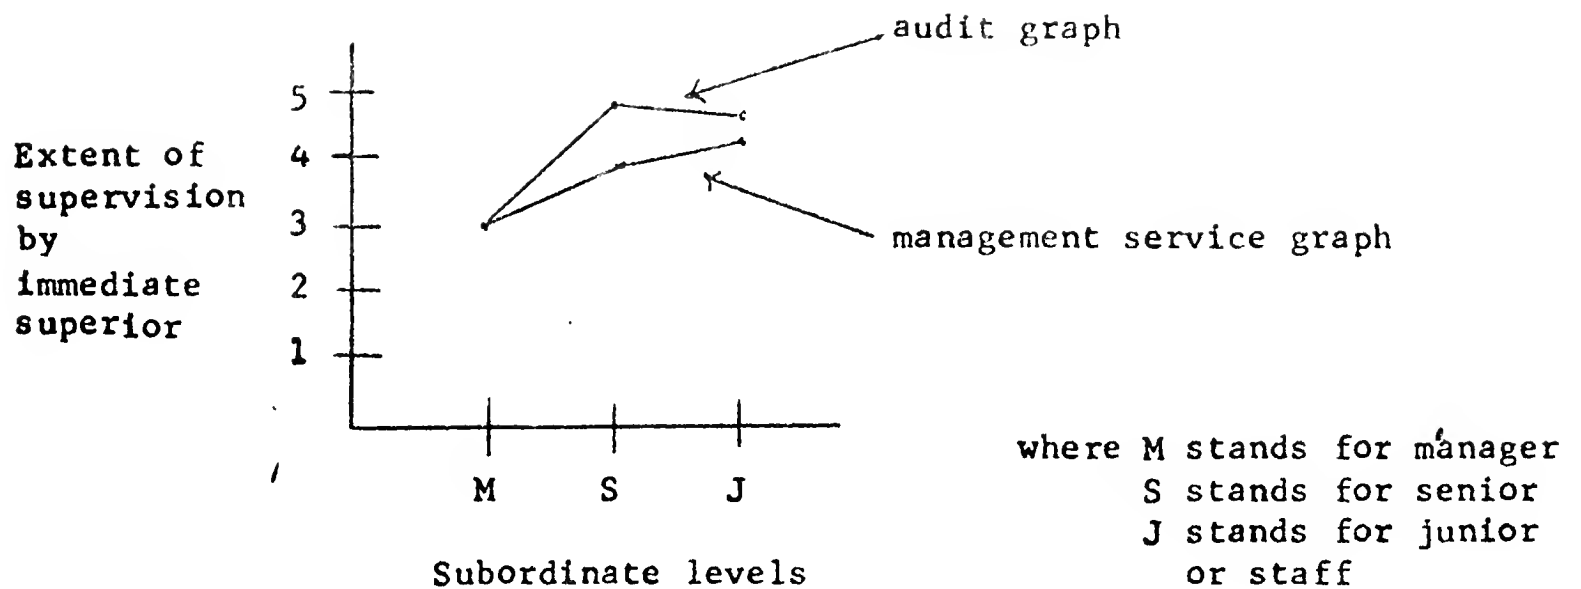 audit graph
5
Extent of
supervision
by
immediate
superior
4
3
2
1
management service graph
M S J
Subordinate levels
where M stands for manager
S stands for senior
J stands for junior
or staff